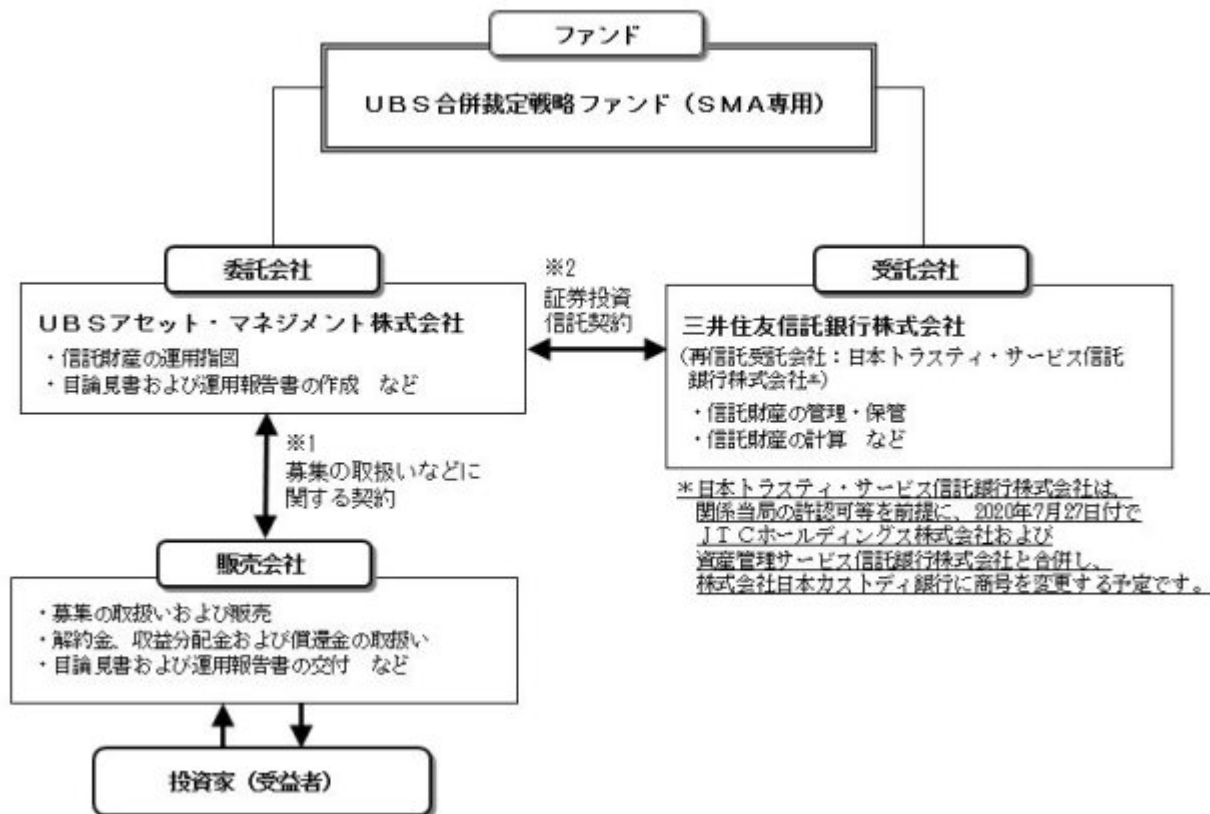 ファンド
UBS合併裁定戦略ファンド（SMA専用）
委託会社
UBSアセット・マネジメント株式会社
・信託財産の運用指図
・目論見書および運用報告書の作成　など
※2
証券投資
信託契約
受託会社
三井住友信託銀行株式会社
（再信託受託会社：日本トラスティ・サービス信託
銀行株式会社*）
・信託財産の管理・保管
・信託財産の計算　など
※1
募集の取扱いなどに
関する契約
＊日本トラスティ・サービス信託銀行株式会社は、
関係当局の許認可等を前提に、2020年7月27日付で
JTCホールディングス株式会社および
資産管理サービス信託銀行株式会社と合併し、
株式会社日本カストディ銀行に商号を変更する予定です。
販売会社
・募集の取扱いおよび販売
・解約金、収益分配金および償還金の取扱い
・目論見書および運用報告書の交付　など
投資家（受益者）